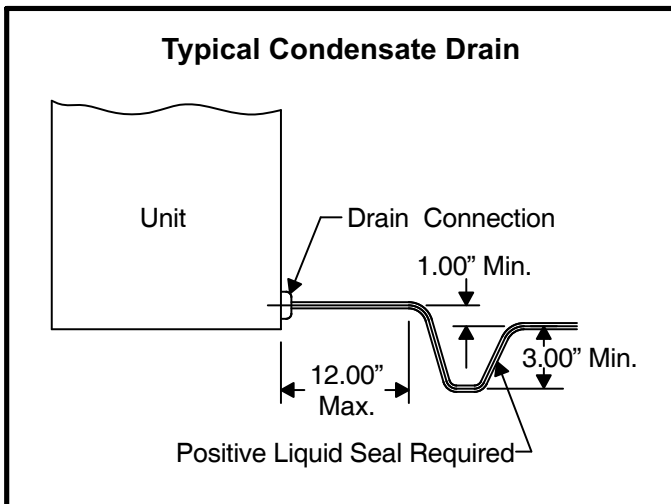 Typical Condensate Drain
Unit
Drain Connection
1.00” Min.
12.00”
Max.
3.00” Min.
Positive Liquid Seal Required